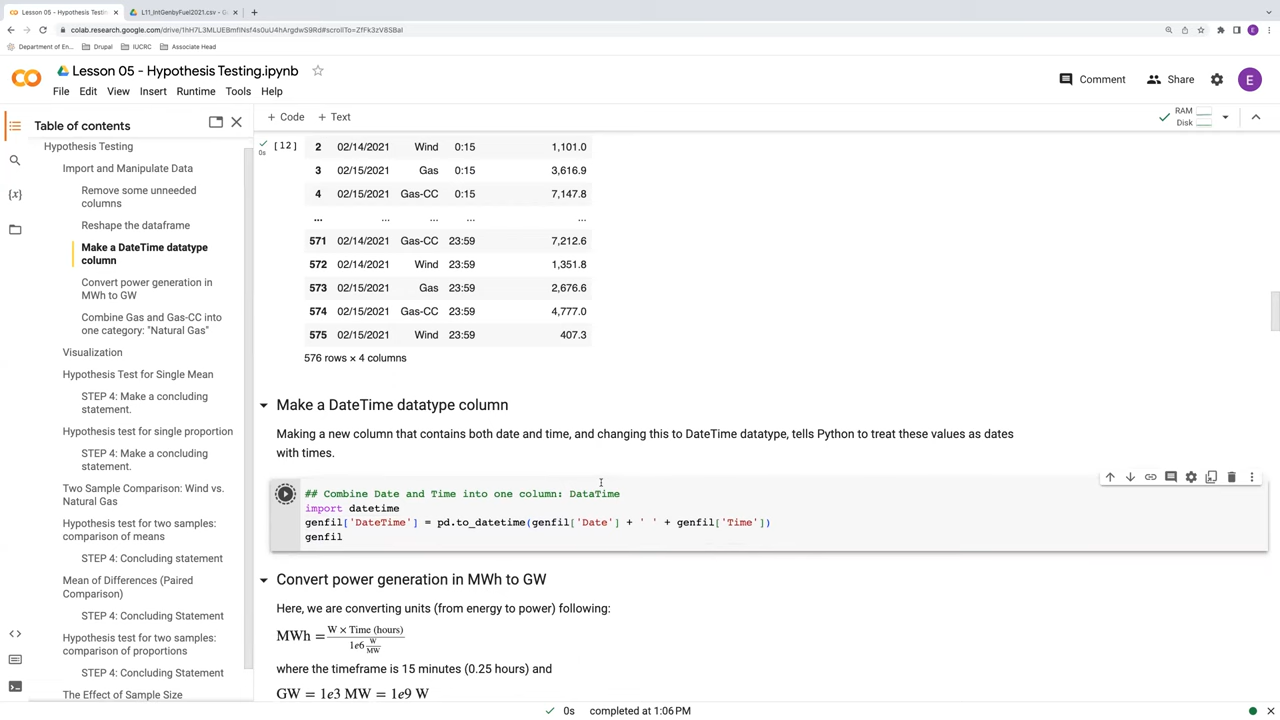 Lesson 05 - Hypothesis Testing
L11_IntGenbyFuel2021.csv - G
colab.research.google.com/drive/1hH7L3MLUEBmfINsf4s0uU4hArgdwS9Rd#scrollTo=ZfFk3zV8SBaI
Department of En...
Drupal
IUCRC
Associate Head
Lesson 05 - Hypothesis Testing.ipynb
File Edit View Insert Runtime Tools Help
Comment
Share
E
+ Code + Text
RAM
Disk
Table of contents
Hypothesis Testing
Import and Manipulate Data
Remove some unneeded
columns
Reshape the dataframe
Make a DateTime datatype
column
Convert power generation in
MWh to GW
Combine Gas and Gas-CC into
one category: "Natural Gas"
Visualization
Hypothesis Test for Single Mean
STEP 4: Make a concluding
statement.
Hypothesis test for single proportion
STEP 4: Make a concluding
statement.
Two Sample Comparison: Wind vs.
Natural Gas
Hypothesis test for two samples:
comparison of means
STEP 4: Concluding statement
Mean of Differences (Paired
Comparison)
STEP 4: Concluding Statement
Hypothesis test for two samples:
comparison of proportions
STEP 4: Concluding Statement
The Effect of Sample Size
0s
[12]
2 02/14/2021 Wind 0:15 1,101.0
3 02/15/2021 Gas 0:15 3,616.9
4 02/15/2021 Gas-CC 0:15 7,147.8
... ... ... ... ...
571 02/14/2021 Gas-CC 23:59 7,212.6
572 02/14/2021 Wind 23:59 1,351.8
573 02/15/2021 Gas 23:59 2,676.6
574 02/15/2021 Gas-CC 23:59 4,777.0
575 02/15/2021 Wind 23:59 407.3
576 rows × 4 columns
Make a DateTime datatype column
Making a new column that contains both date and time, and changing this to DateTime datatype, tells Python to treat these values as dates
with times.
## Combine Date and Time into one column: DataTime
import datetime
genfil['DateTime'] = pd.to_datetime(genfil['Date'] + ' ' + genfil['Time'])
genfil
Convert power generation in MWh to GW
Here, we are converting units (from energy to power) following:
MWh = W × Time (hours) / 1e6 W/MW
where the timeframe is 15 minutes (0.25 hours) and
GW = 1e3 MW = 1e9 W
0s completed at 1:06 PM